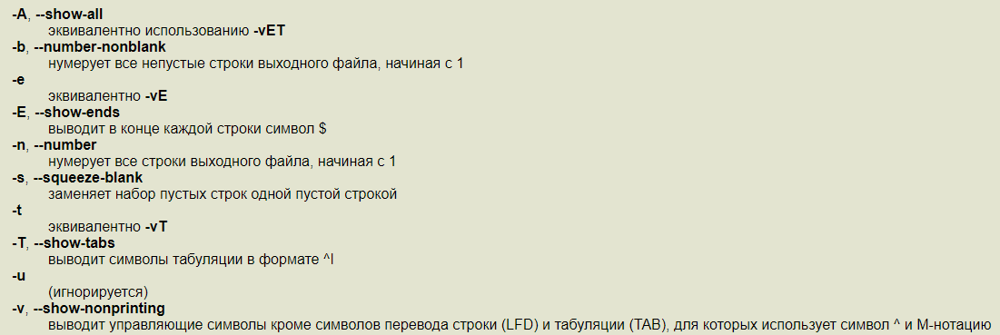 -A, --show-all
эквивалентно использованию -vET
-b, --number-nonblank
нумерует все непустые строки выходного файла, начиная с 1
-e
эквивалентно -vE
-E, --show-ends
выводит в конце каждой строки символ $
-n, --number
нумерует все строки выходного файла, начиная с 1
-s, --squeeze-blank
заменяет набор пустых строк одной пустой строкой
-t
эквивалентно -vT
-T, --show-tabs
выводит символы табуляции в формате ^I
-u
(игнорируется)
-v, --show-nonprinting
выводит управляющие символы кроме символов перевода строки (LFD) и табуляции (TAB), для которых использует символ ^ и М-нотацию